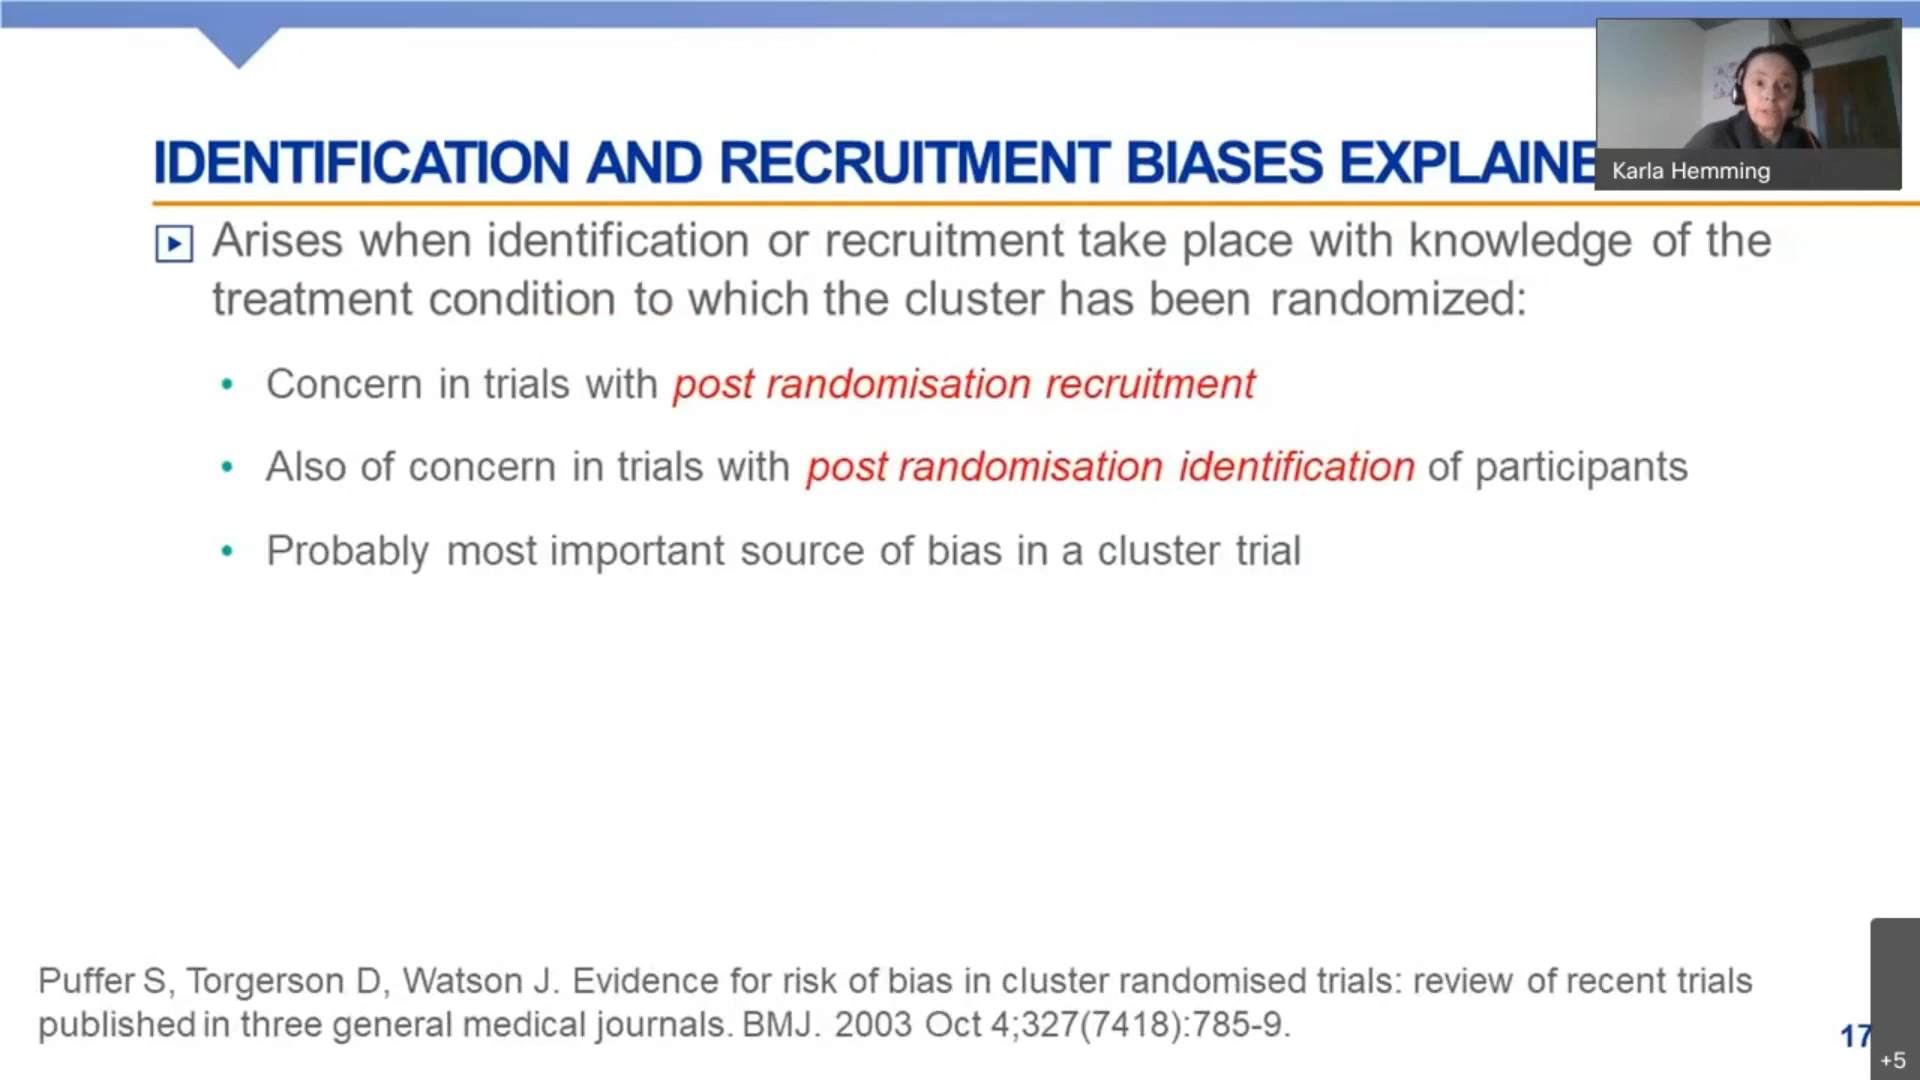 IDENTIFICATION AND RECRUITMENT BIASES EXPLAINE
Karla Hemming
Arises when identification or recruitment take place with knowledge of the
treatment condition to which the cluster has been randomized:
• Concern in trials with post randomisation recruitment
• Also of concern in trials with post randomisation identification of participants
• Probably most important source of bias in a cluster trial
Puffer S, Torgerson D, Watson J. Evidence for risk of bias in cluster randomised trials: review of recent trials
published in three general medical journals. BMJ. 2003 Oct 4;327(7418):785-9.
17
+5